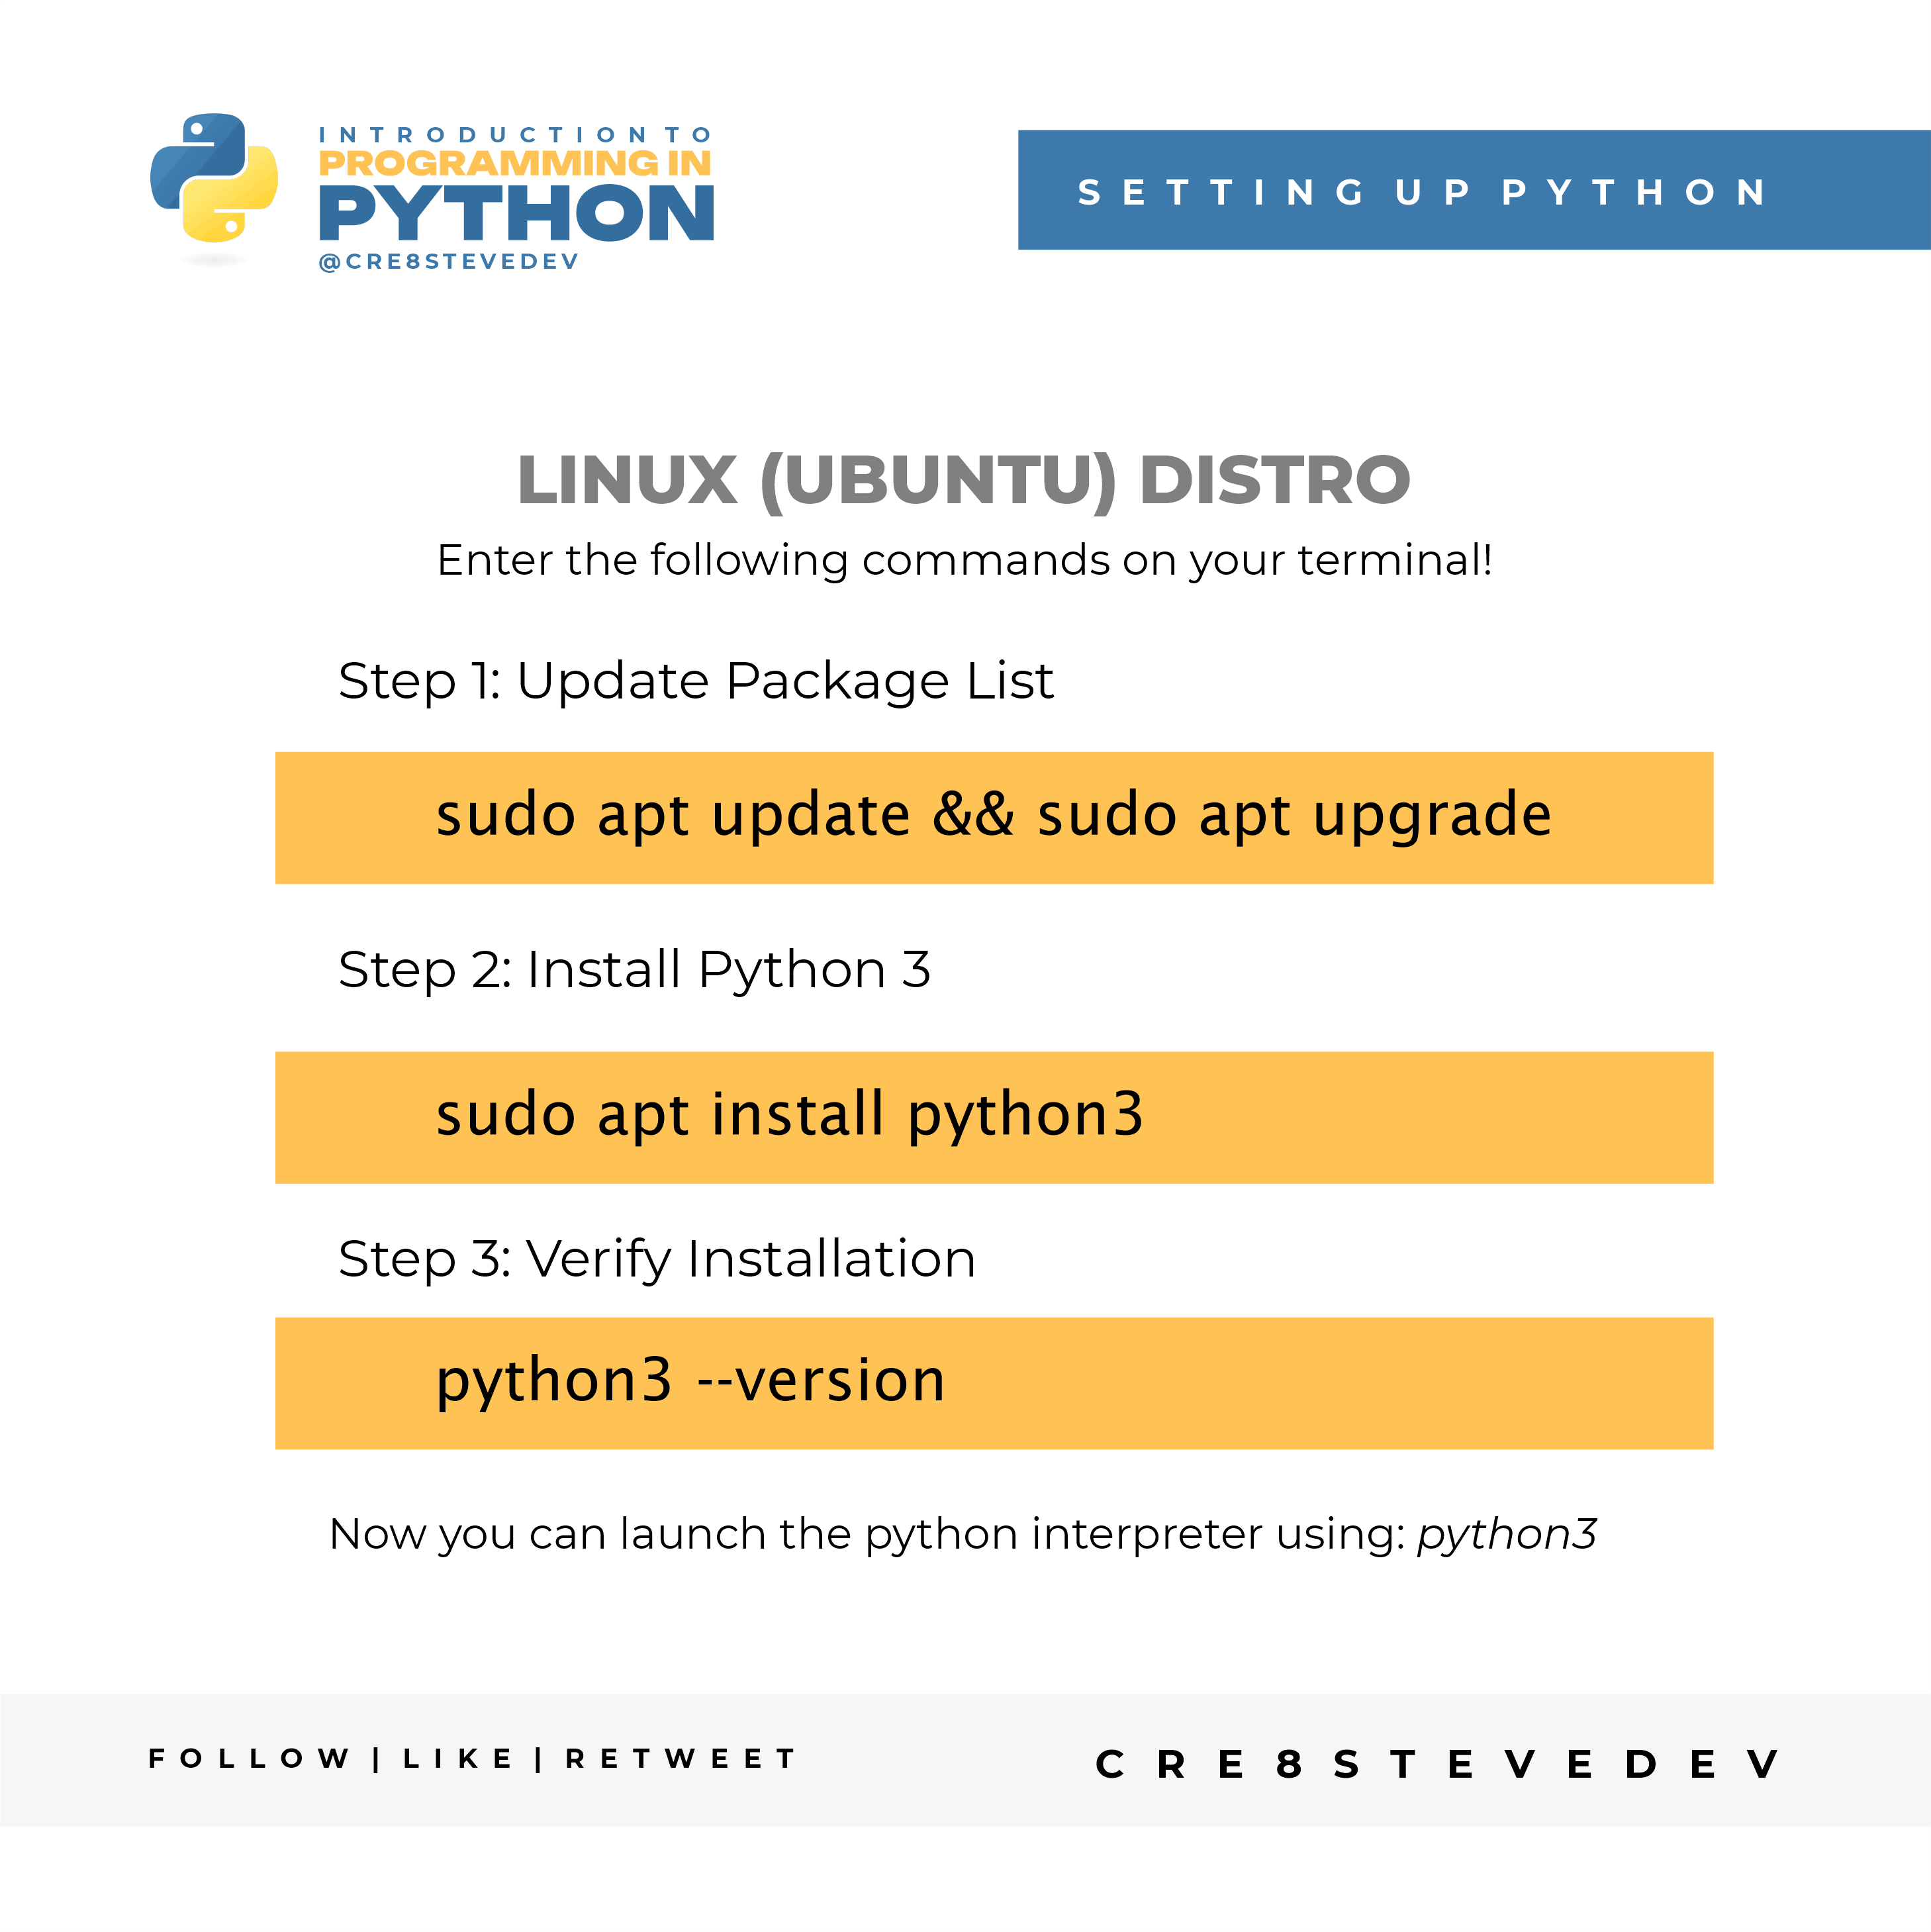 INTRODUCTION TO
PROGRAMMING IN
PYTHON
@CRE8STEVEDEV
SETTING UP PYTHON
LINUX (UBUNTU) DISTRO
Enter the following commands on your terminal!
Step 1: Update Package List
sudo apt update && sudo apt upgrade
Step 2: Install Python 3
sudo apt install python3
Step 3: Verify Installation
python3 --version
Now you can launch the python interpreter using: python3
FOLLOW | LIKE | RETWEET
CRE8STEVEDEV